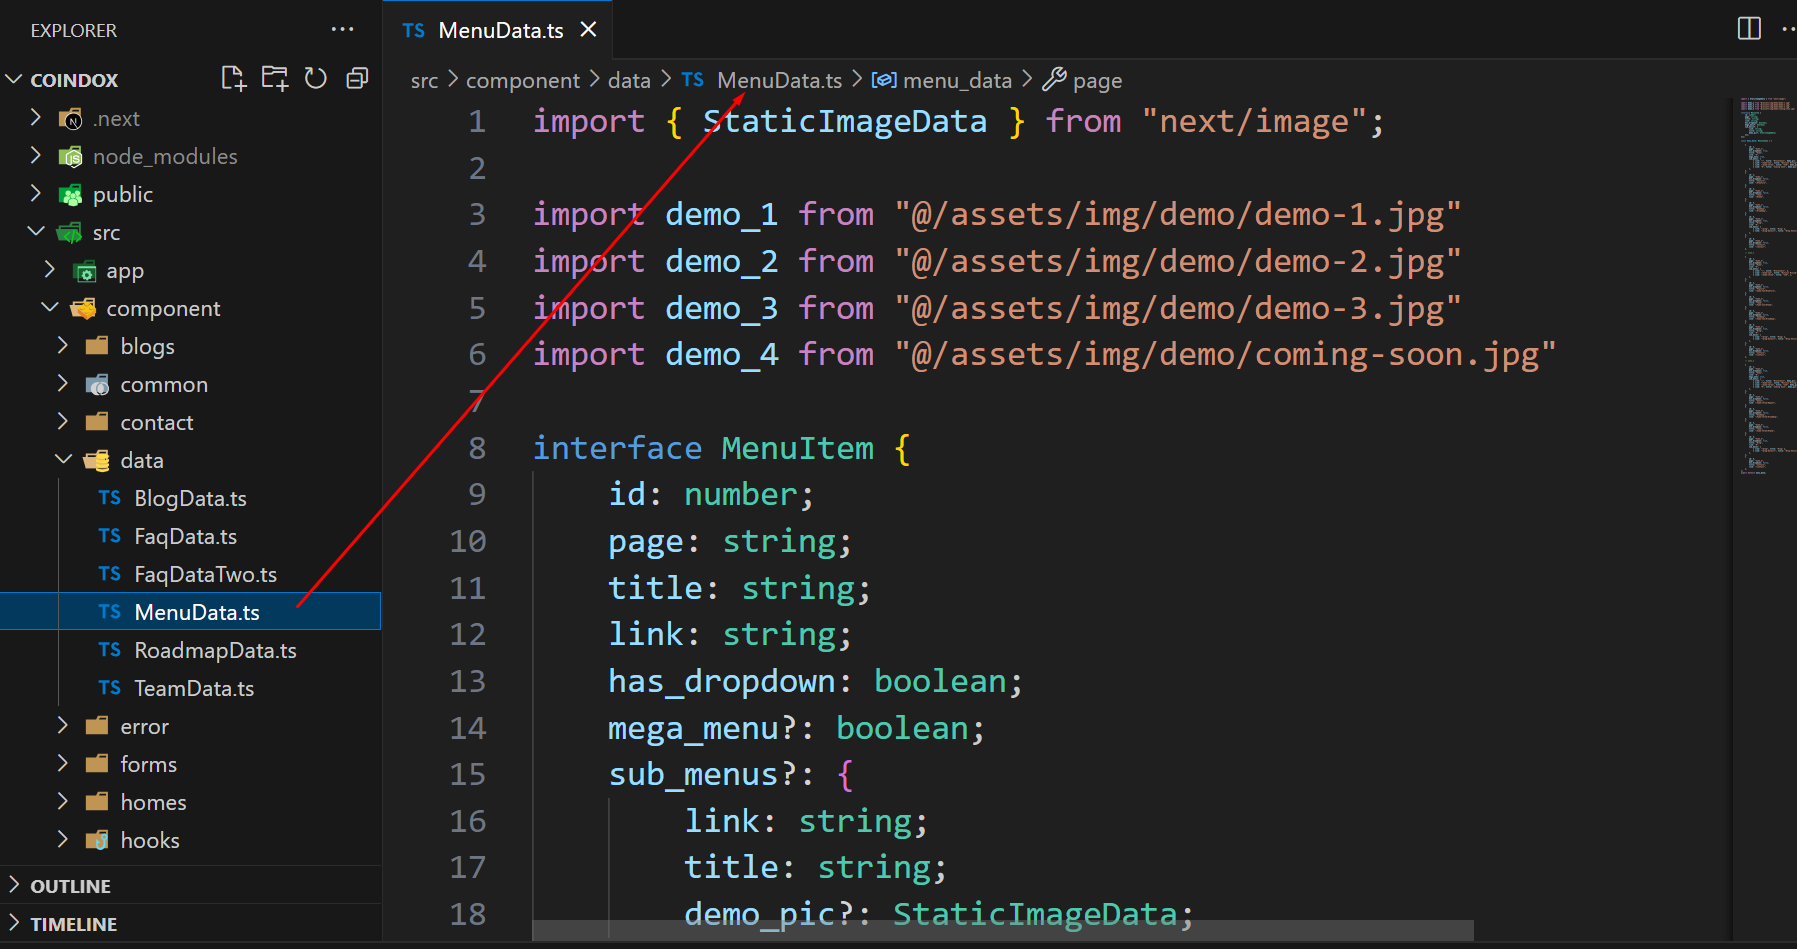 EXPLORER
COINDOX
.next
node_modules
public
src
app
component
blogs
common
contact
data
TS BlogData.ts
TS FaqData.ts
TS FaqDataTwo.ts
TS MenuData.ts
TS RoadmapData.ts
TS TeamData.ts
error
forms
homes
hooks
OUTLINE
TIMELINE
TS MenuData.ts
src > component > data > TS MenuData.ts > menu_data > page
1 import { StaticImageData } from "next/image";
2
3 import demo_1 from "@/assets/img/demo/demo-1.jpg"
4 import demo_2 from "@/assets/img/demo/demo-2.jpg"
5 import demo_3 from "@/assets/img/demo/demo-3.jpg"
6 import demo_4 from "@/assets/img/demo/coming-soon.jpg"
7
8 interface MenuItem {
9 id: number;
10 page: string;
11 title: string;
12 link: string;
13 has_dropdown: boolean;
14 mega_menu?: boolean;
15 sub_menus?: {
16 link: string;
17 title: string;
18 demo_pic?: StaticImageData;